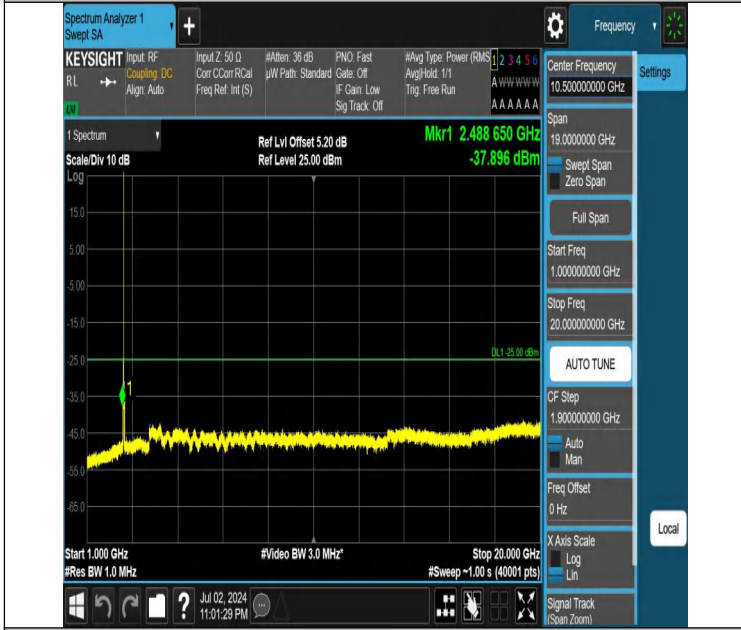 Spectrum Analyzer 1
Swept SA
+
Frequency
KEYSIGHT
RL
Input: RF
Coupling: DC
Align: Auto
Input Z: 50 Ω
Corr CCorr RCal
Freq Ref: Int (S)
#Atten: 36 dB
µW Path: Standard
PNO: Fast
Gate: Off
IF Gain: Low
Sig Track: Off
#Avg Type: Power (RMS
Avg|Hold: 1/1
Trig: Free Run
1 2 3 4 5 6
A W W W W W
A A A A A A
Center Frequency
10.500000000 GHz
Settings
Span
19.0000000 GHz
Swept Span
Zero Span
Full Span
Start Freq
1.000000000 GHz
Stop Freq
20.000000000 GHz
AUTO TUNE
CF Step
1.900000000 GHz
Auto
Man
Freq Offset
0 Hz
X Axis Scale
Log
Lin
Signal Track
(Span Zoom)
Local
1 Spectrum
Scale/Div 10 dB
Log
Ref Lvl Offset 5.20 dB
Ref Level 25.00 dBm
Mkr1 2.488 650 GHz
-37.896 dBm
15.0
5.00
-5.00
-15.0
-25.0
-35.0
-45.0
-55.0
-65.0
DL1 -25.00 dBm
1
Start 1.000 GHz
#Res BW 1.0 MHz
#Video BW 3.0 MHz*
Stop 20.000 GHz
#Sweep ~1.00 s (40001 pts)
?
Jul 02, 2024
11:01:29 PM